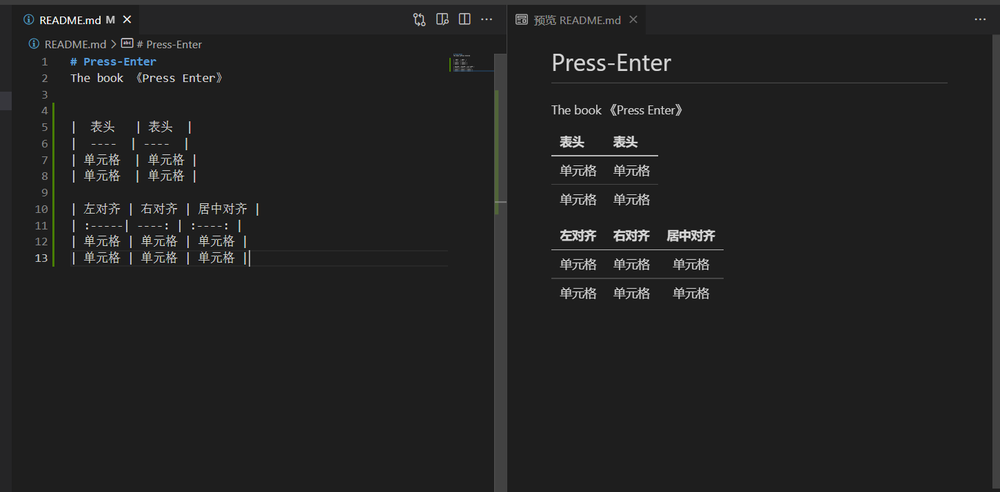 README.md M
README.md > # Press-Enter
1 # Press-Enter
2 The book 《Press Enter》
3
4
5 |  表头   | 表头  |
6 |  ----  | ----  |
7 | 单元格  | 单元格 |
8 | 单元格  | 单元格 |
9
10 | 左对齐 | 右对齐 | 居中对齐 |
11 | :-----| ----: | :----: |
12 | 单元格 | 单元格 | 单元格 |
13 | 单元格 | 单元格 | 单元格 |
预览 README.md
Press-Enter
The book 《Press Enter》
表头 表头
单元格 单元格
单元格 单元格
左对齐 右对齐 居中对齐
单元格 单元格 单元格
单元格 单元格 单元格